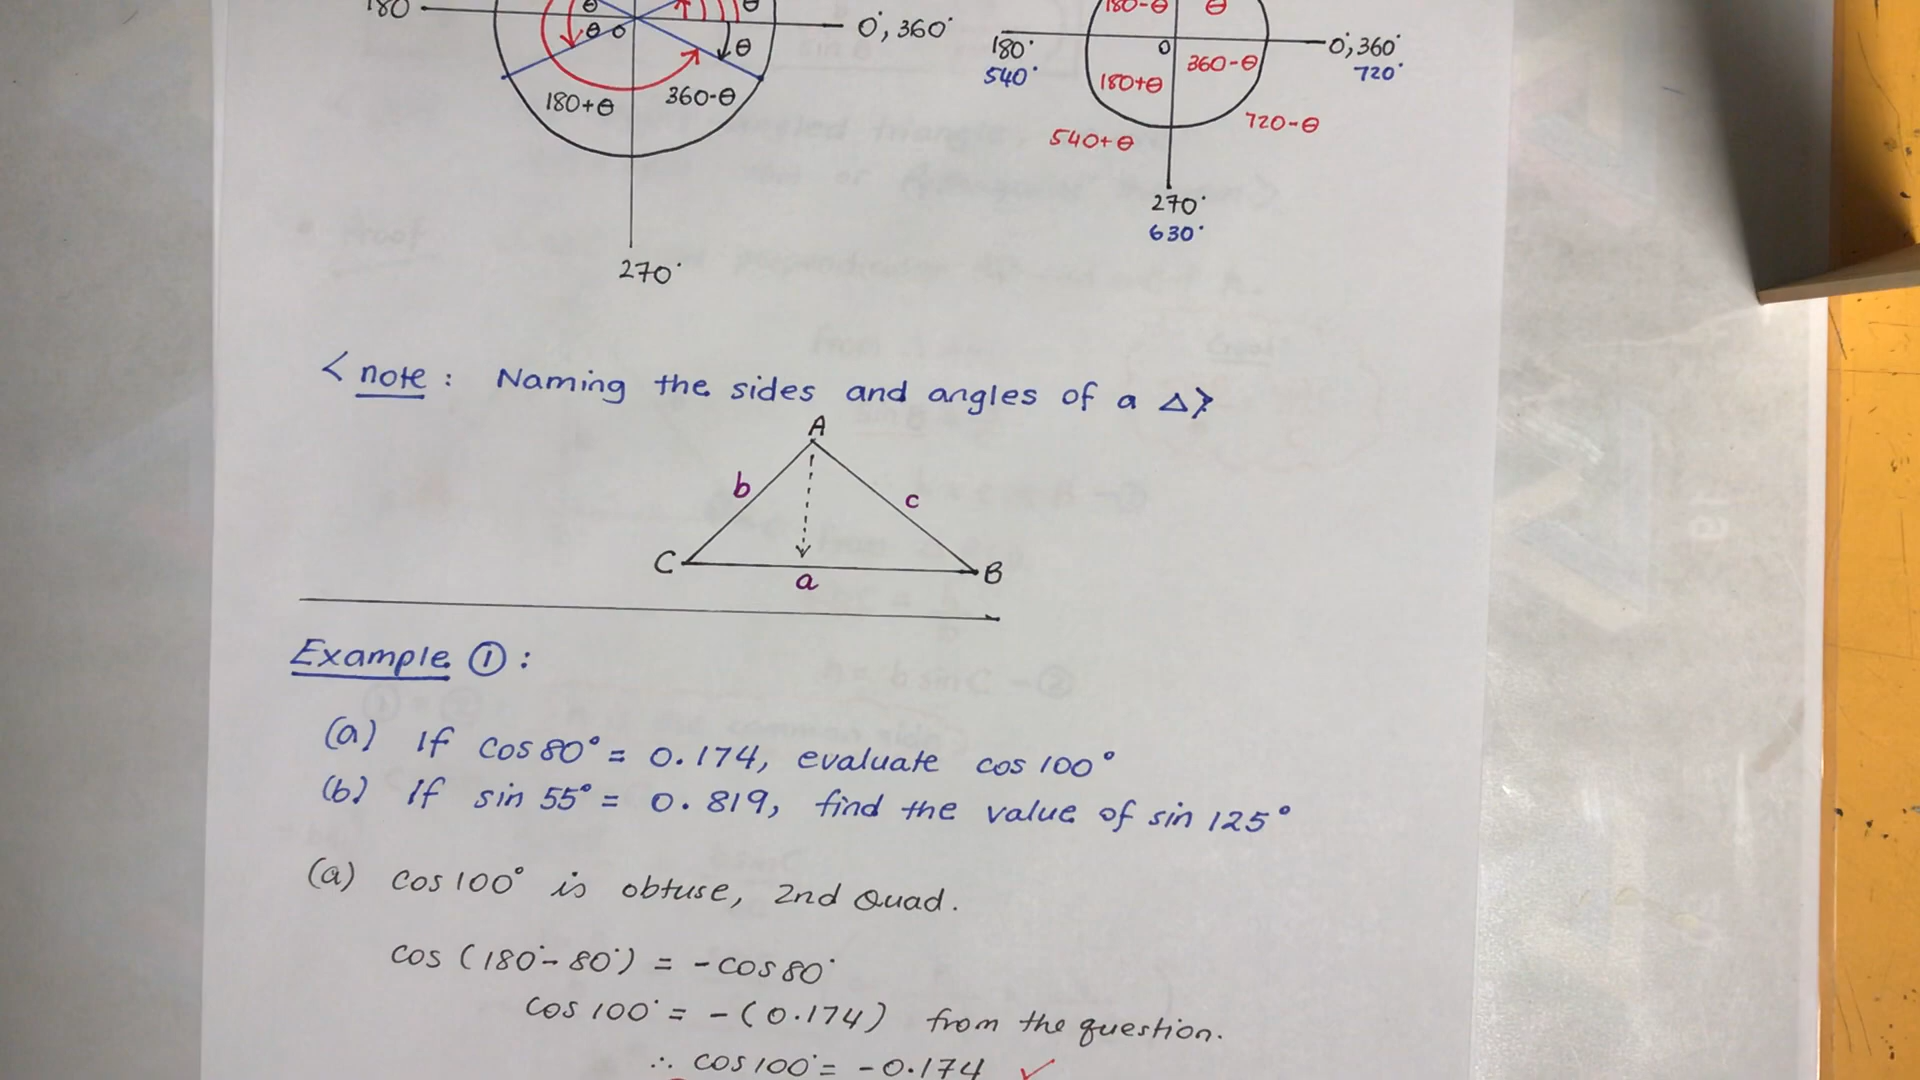 180
θ
θ
θ o
0°, 360°
θ
180+θ
360-θ
270°
180-θ
θ
180°
540°
o
0°, 360°
720°
180+θ
360-θ
540+θ
720-θ
270°
630°
< note : Naming the sides and angles of a Δ>
A
b
c
C
B
a
Example ① :
(a) If cos 80° = 0.174, evaluate cos 100°
(b) If sin 55° = 0.819, find the value of sin 125°
(a) cos 100° is obtuse, 2nd Quad.
cos (180° - 80°) = - cos 80°
cos 100° = - (0.174) from the question.
∴ cos 100° = - 0.174 ✓